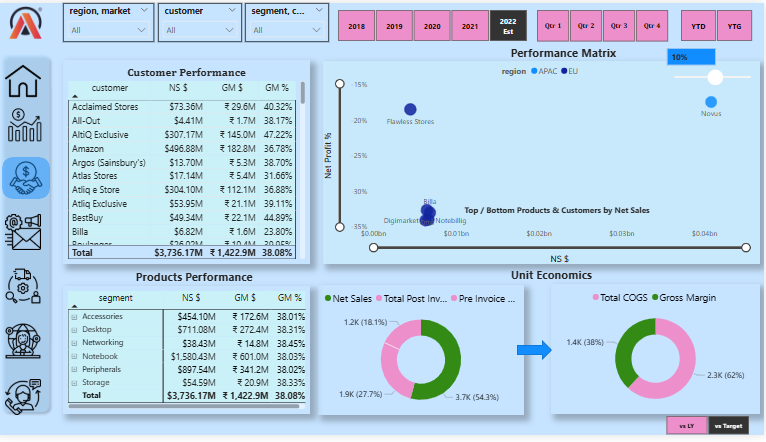 region, market
customer
segment, c...
All
All
All
2018
2019
2020
2021
2022 Est
Qtr 1
Qtr 2
Qtr 3
Qtr 4
YTD
YTG
Customer Performance
customer NS $ GM $ GM %
Acclaimed Stores $73.36M ₹ 29.6M 40.32%
All-Out $4.41M ₹ 1.7M 38.17%
AltiQ Exclusive $307.17M ₹ 145.0M 47.22%
Amazon $496.88M ₹ 182.8M 36.78%
Argos (Sainsbury's) $13.70M ₹ 5.3M 38.70%
Atlas Stores $17.14M ₹ 5.4M 31.66%
Atliq e Store $304.10M ₹ 112.1M 36.88%
Atliq Exclusive $53.95M ₹ 21.1M 39.11%
BestBuy $49.34M ₹ 22.1M 44.89%
Billa $6.82M ₹ 1.6M 23.80%
Total $3,736.17M ₹ 1,422.9M 38.08%
Performance Matrix
10%
region APAC EU
Net Profit %
15%
20%
25%
30%
35%
Flawless Stores
Novus
Billa
Top / Bottom Products & Customers by Net Sales
$0.00bn $0.01bn $0.02bn $0.03bn $0.04bn
NS $
Products Performance
segment NS $ GM $ GM %
Accessories $454.10M ₹ 172.6M 38.01%
Desktop $711.08M ₹ 272.4M 38.31%
Networking $38.43M ₹ 14.8M 38.45%
Notebook $1,580.43M ₹ 601.0M 38.03%
Peripherals $897.54M ₹ 341.2M 38.02%
Storage $54.59M ₹ 20.9M 38.33%
Total $3,736.17M ₹ 1,422.9M 38.08%
Unit Economics
Net Sales Total Post Inv... Pre Invoice ...
1.2K (18.1%)
1.9K (27.7%)
3.7K (54.3%)
Total COGS Gross Margin
1.4K (38%)
2.3K (62%)
vs LY
vs Target